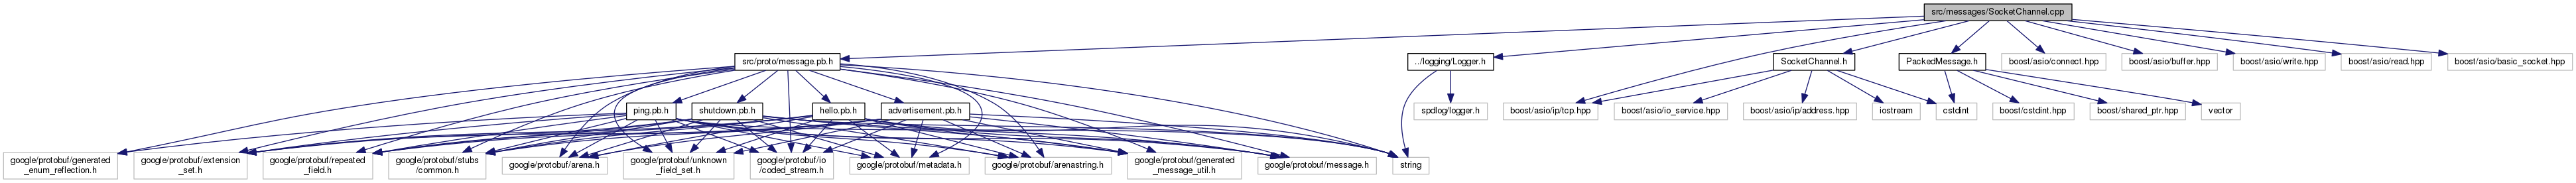 src/messages/SocketChannel.cpp
src/proto/message.pb.h
../logging/Logger.h
SocketChannel.h
PackedMessage.h
boost/asio/connect.hpp
boost/asio/buffer.hpp
boost/asio/write.hpp
boost/asio/read.hpp
boost/asio/basic_socket.hpp
ping.pb.h
shutdown.pb.h
hello.pb.h
advertisement.pb.h
spdlog/logger.h
boost/asio/ip/tcp.hpp
boost/asio/io_service.hpp
boost/asio/ip/address.hpp
iostream
cstdint
boost/cstdint.hpp
boost/shared_ptr.hpp
vector
google/protobuf/generated
_enum_reflection.h
google/protobuf/extension
_set.h
google/protobuf/repeated
_field.h
google/protobuf/stubs
/common.h
google/protobuf/arena.h
google/protobuf/unknown
_field_set.h
google/protobuf/io
/coded_stream.h
google/protobuf/metadata.h
google/protobuf/arenastring.h
google/protobuf/generated
_message_util.h
google/protobuf/message.h
string